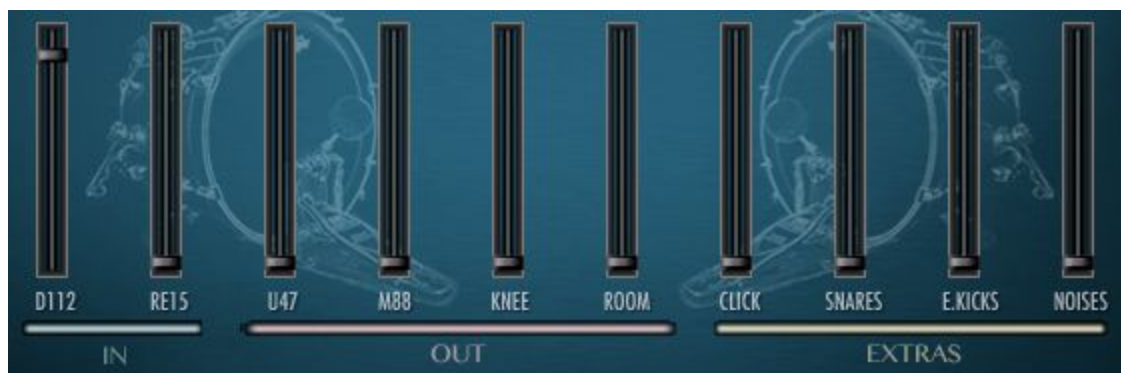 D112 RE15 U47 M88 KNEE ROOM CLICK SNARES E.KICKS NOISES
IN OUT EXTRAS